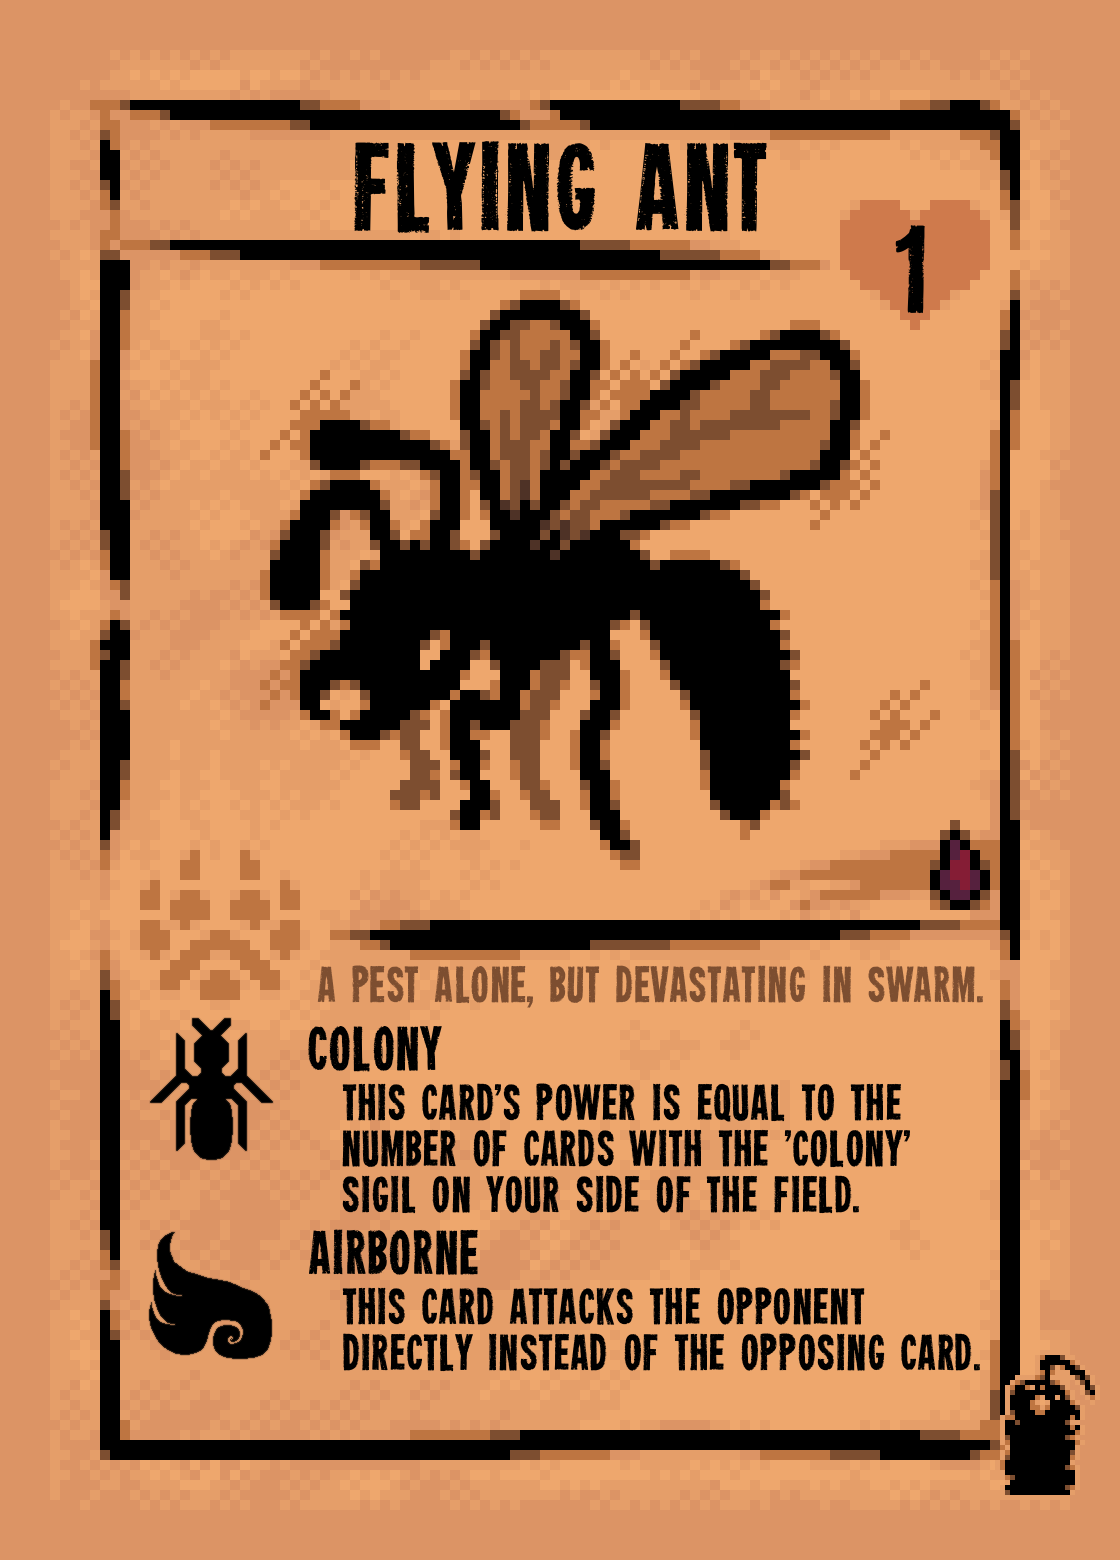 FLYING ANT
1
A PEST ALONE, BUT DEVASTATING IN SWARM.
COLONY
THIS CARD'S POWER IS EQUAL TO THE
NUMBER OF CARDS WITH THE 'COLONY'
SIGIL ON YOUR SIDE OF THE FIELD.
AIRBORNE
THIS CARD ATTACKS THE OPPONENT
DIRECTLY INSTEAD OF THE OPPOSING CARD.